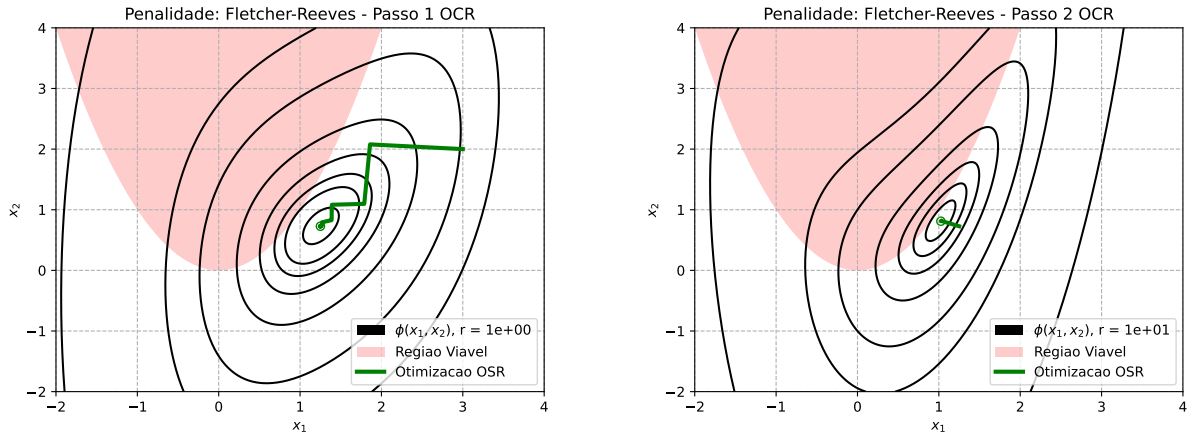 Penalidade: Fletcher-Reeves - Passo 1 OCR
4
3
2
1
0
−1
−2
x₂
−2 −1 0 1 2 3 4
x₁
ϕ(x₁, x₂), r = 1e+00
Regiao Viavel
Otimizacao OSR
Penalidade: Fletcher-Reeves - Passo 2 OCR
4
3
2
1
0
−1
−2
x₂
−2 −1 0 1 2 3 4
x₁
ϕ(x₁, x₂), r = 1e+01
Regiao Viavel
Otimizacao OSR